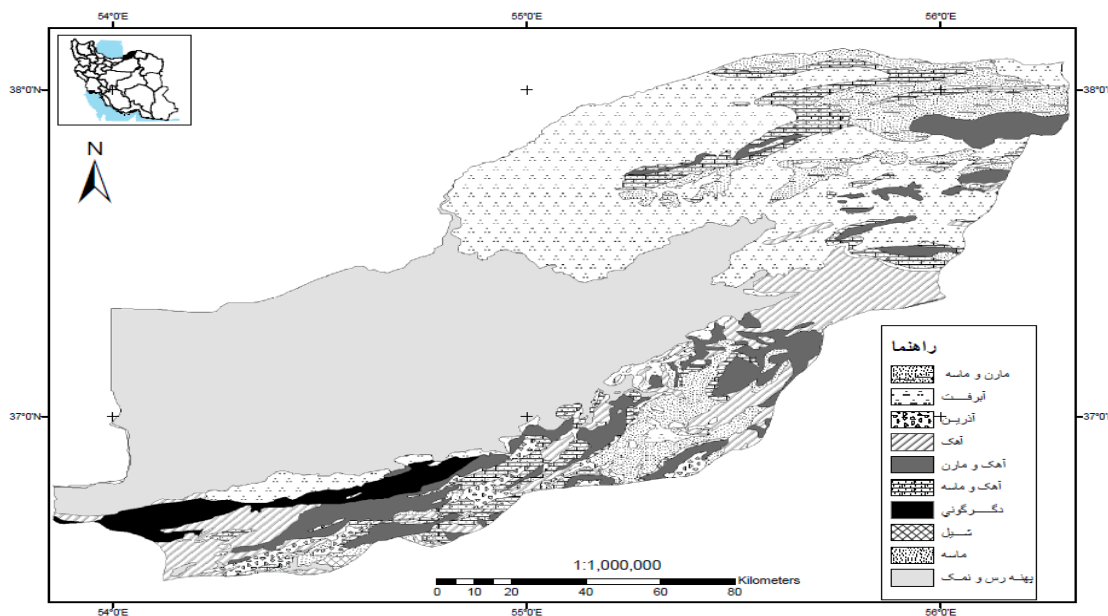 54°0'E 55°0'E 56°0'E
38°0'N 38°0'N
N
37°0'N 37°0'N
راهنما
مارن و ماسه
آبرفت
آذرین
آهک
آهک و مارن
آهک و ماسه
دگرگونی
شیل
ماسه
پهنه رس و نمک
1:1,000,000
Kilometers
0 10 20 40 60 80
54°0'E 55°0'E 56°0'E